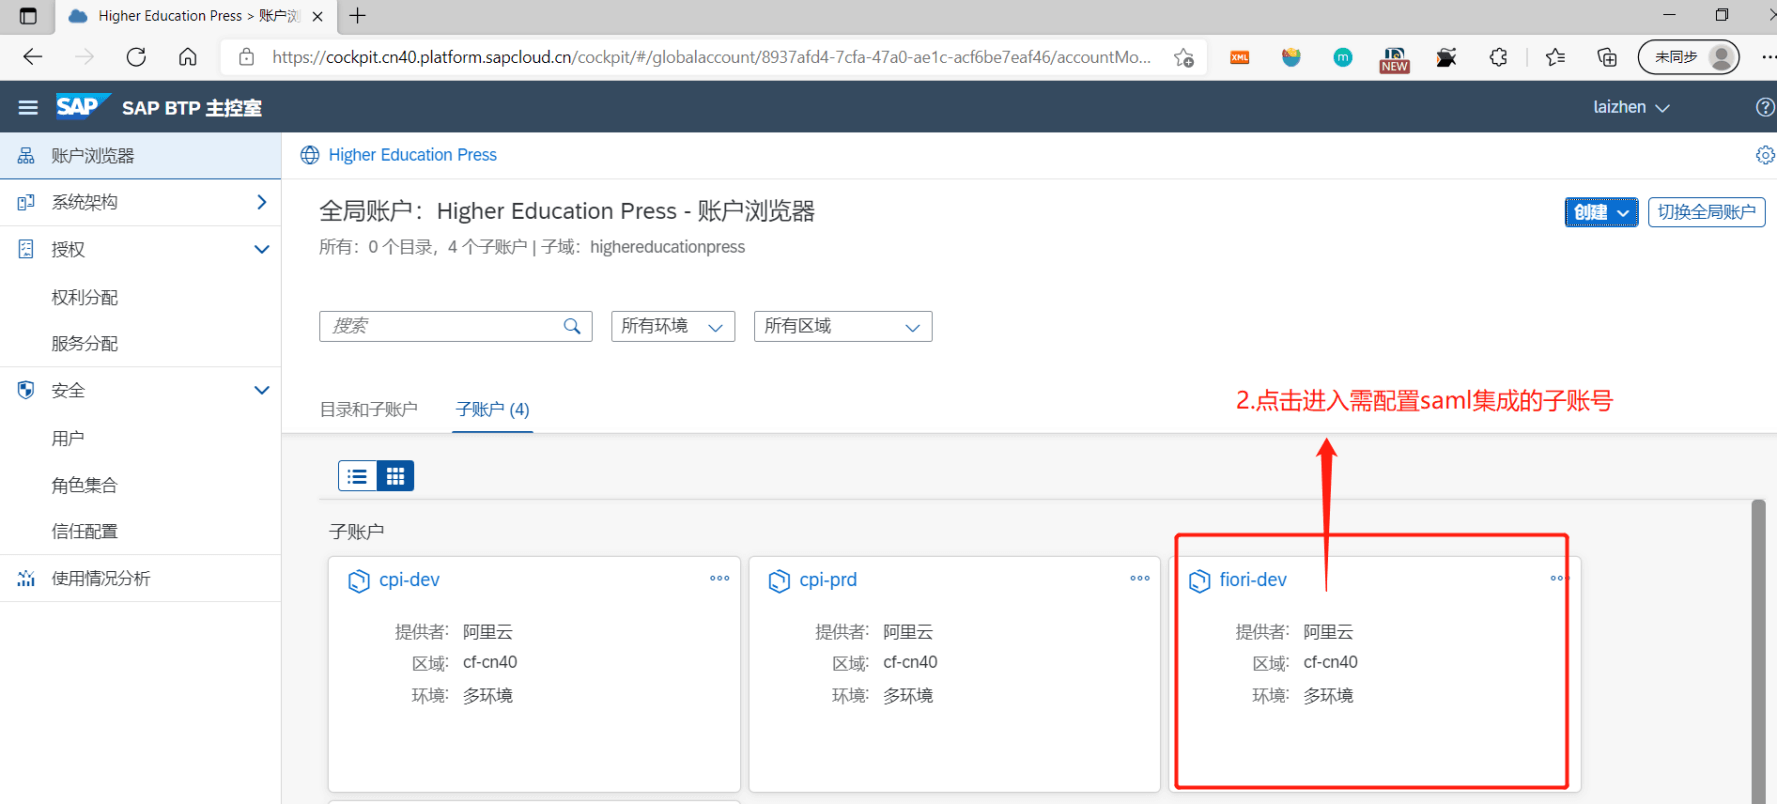 Higher Education Press > 账户浏
https://cockpit.cn40.platform.sapcloud.cn/cockpit/#/globalaccount/8937afd4-7cfa-47a0-ae1c-acf6be7eaf46/accountMo...
XML
m
NEW
未同步
SAP
SAP BTP 主控室
laizhen
账户浏览器
系统架构
授权
权利分配
服务分配
安全
用户
角色集合
信任配置
使用情况分析
Higher Education Press
全局账户：Higher Education Press - 账户浏览器
创建
切换全局账户
所有：0 个目录，4 个子账户 | 子域：highereducationpress
搜索
所有环境
所有区域
目录和子账户
子账户 (4)
2.点击进入需配置saml集成的子账号
子账户
cpi-dev
提供者: 阿里云
区域: cf-cn40
环境: 多环境
cpi-prd
提供者: 阿里云
区域: cf-cn40
环境: 多环境
fiori-dev
提供者: 阿里云
区域: cf-cn40
环境: 多环境